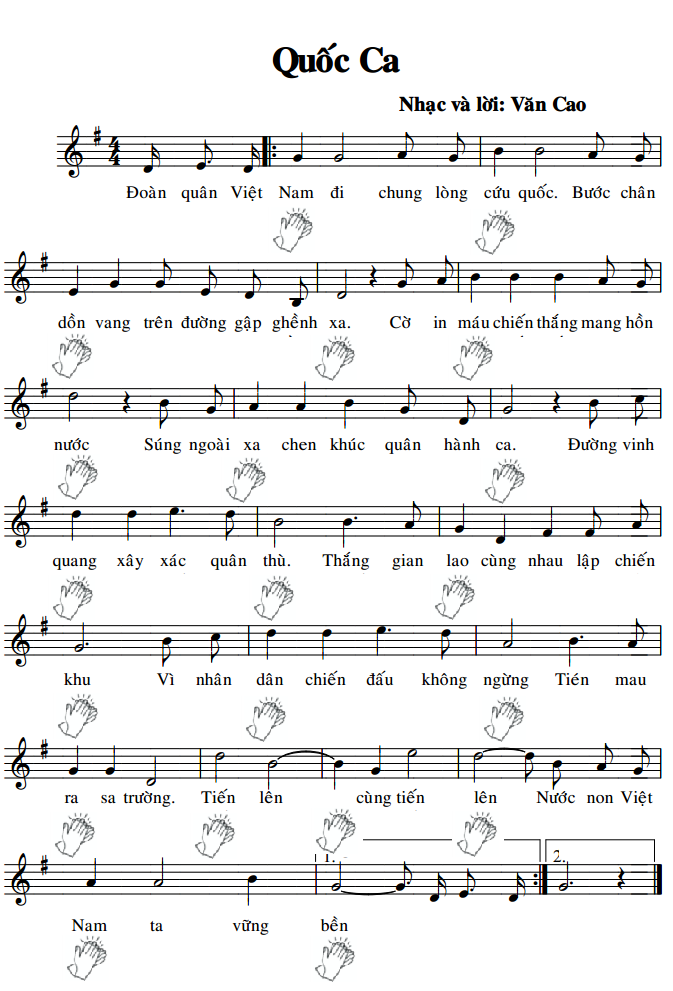 Quốc Ca
Nhạc và lời: Văn Cao
Đoàn quân Việt Nam đi chung lòng cứu quốc. Bước chân
dồn vang trên đường gập ghềnh xa. Cờ in máu chiến thắng mang hồn
nước Súng ngoài xa chen khúc quân hành ca. Đường vinh
quang xây xác quân thù. Thắng gian lao cùng nhau lập chiến
khu Vì nhân dân chiến đấu không ngừng Tién mau
ra sa trường. Tiến lên cùng tiến lên Nước non Việt
1. 2.
Nam ta vững bền